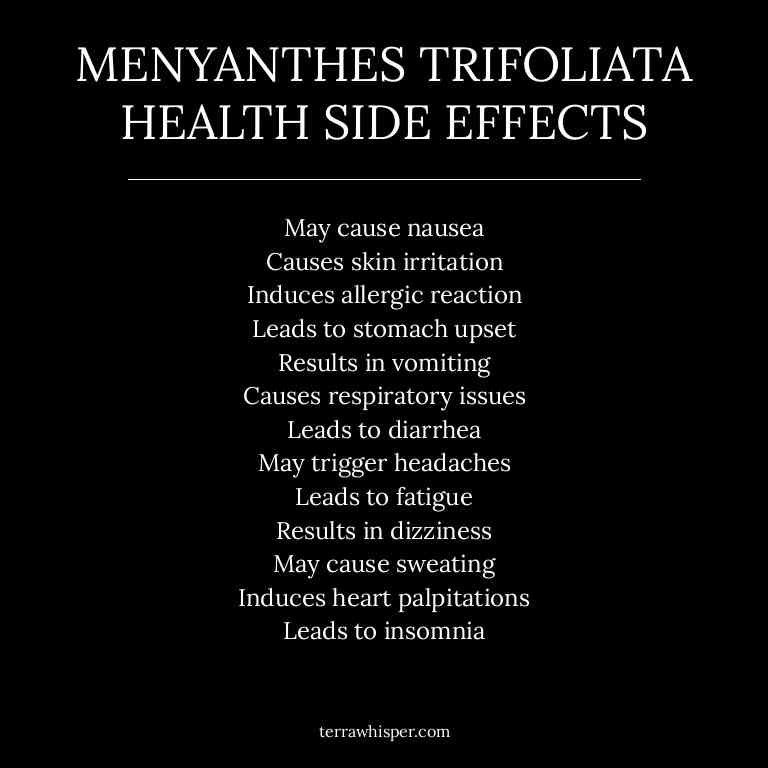 MENYANTHES TRIFOLIATA
HEALTH SIDE EFFECTS
May cause nausea
Causes skin irritation
Induces allergic reaction
Leads to stomach upset
Results in vomiting
Causes respiratory issues
Leads to diarrhea
May trigger headaches
Leads to fatigue
Results in dizziness
May cause sweating
Induces heart palpitations
Leads to insomnia
terrawhisper.com